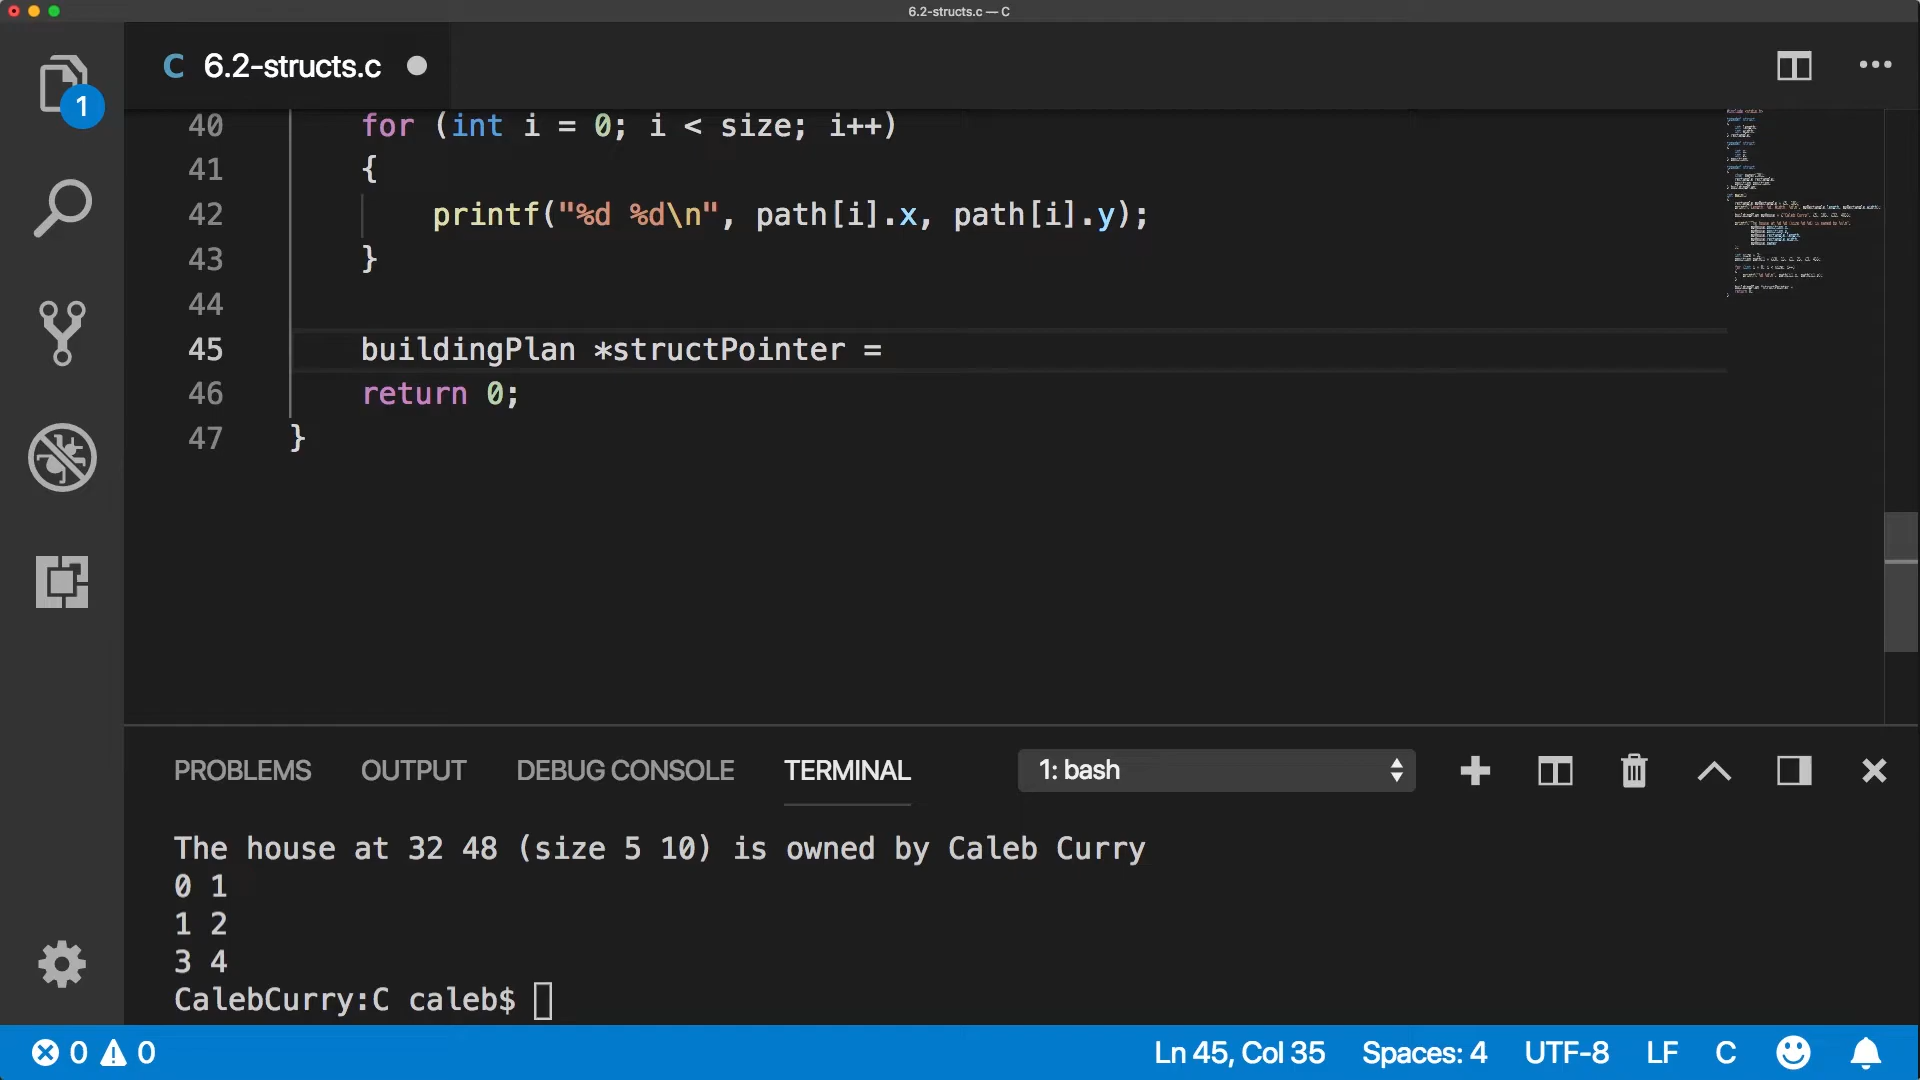 6.2-structs.c — C
C 6.2-structs.c
1
40 for (int i = 0; i < size; i++)
41 {
42 printf("%d %d\n", path[i].x, path[i].y);
43 }
44
45 buildingPlan *structPointer =
46 return 0;
47 }
PROBLEMS OUTPUT DEBUG CONSOLE TERMINAL 1: bash
The house at 32 48 (size 5 10) is owned by Caleb Curry
0 1
1 2
3 4
CalebCurry:C caleb$
0 0 Ln 45, Col 35 Spaces: 4 UTF-8 LF C